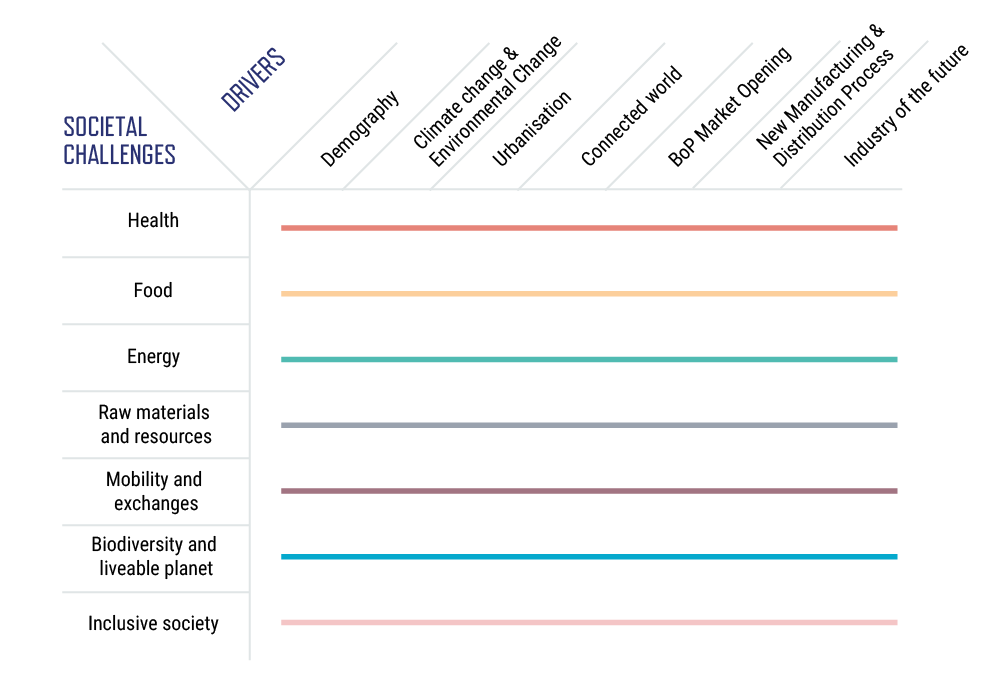 DRIVERS
SOCIETAL
CHALLENGES
Demography
Climate change &
Environmental Change
Urbanisation
Connected world
BoP Market Opening
New Manufacturing &
Distribution Process
Industry of the future
Health
Food
Energy
Raw materials
and resources
Mobility and
exchanges
Biodiversity and
liveable planet
Inclusive society